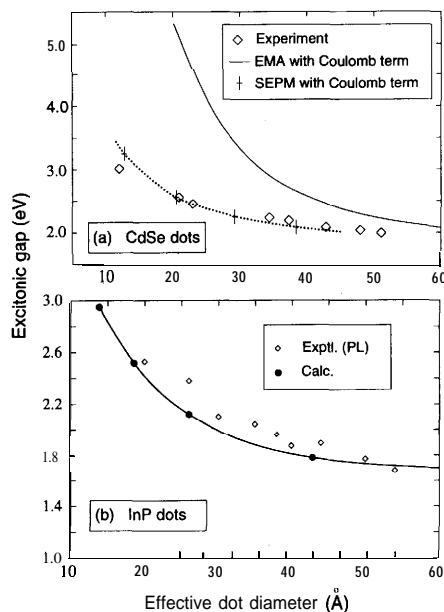 5.0
4.0
3.0
2.0
Excitonic gap (eV)
Experiment
EMA with Coulomb term
SEPM with Coulomb term
(a) CdSe dots
10 20 30 40 50 60
3.0
2.6
2.2
1.8
1.4
1.0
Exptl. (PL)
Calc.
(b) InP dots
10 20 30 40 50 60
Effective dot diameter (Å)